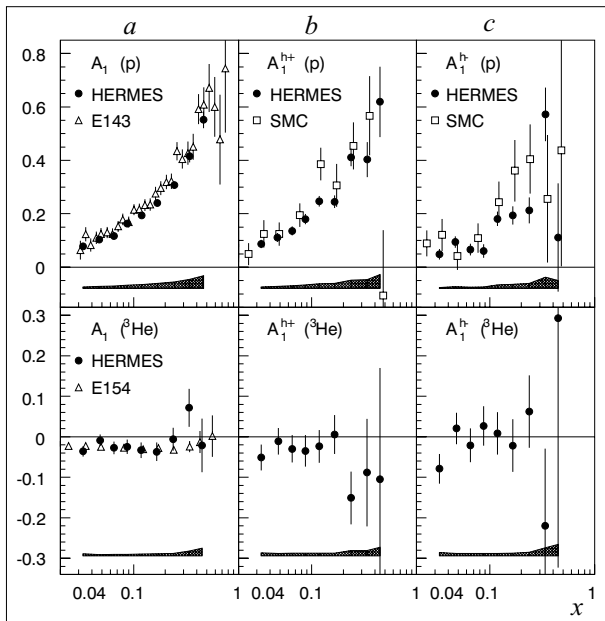 a b c
A₁ (p) A₁ʰ⁺ (p) A₁ʰ⁻ (p)
HERMES HERMES HERMES
E143 SMC SMC
0.8
0.6
0.4
0.2
0
A₁ (³He) A₁ʰ⁺ (³He) A₁ʰ⁻ (³He)
HERMES
E154
0.3
0.2
0.1
0
-0.1
-0.2
-0.3
0.04 0.1 1 0.04 0.1 1 0.04 0.1 1
x